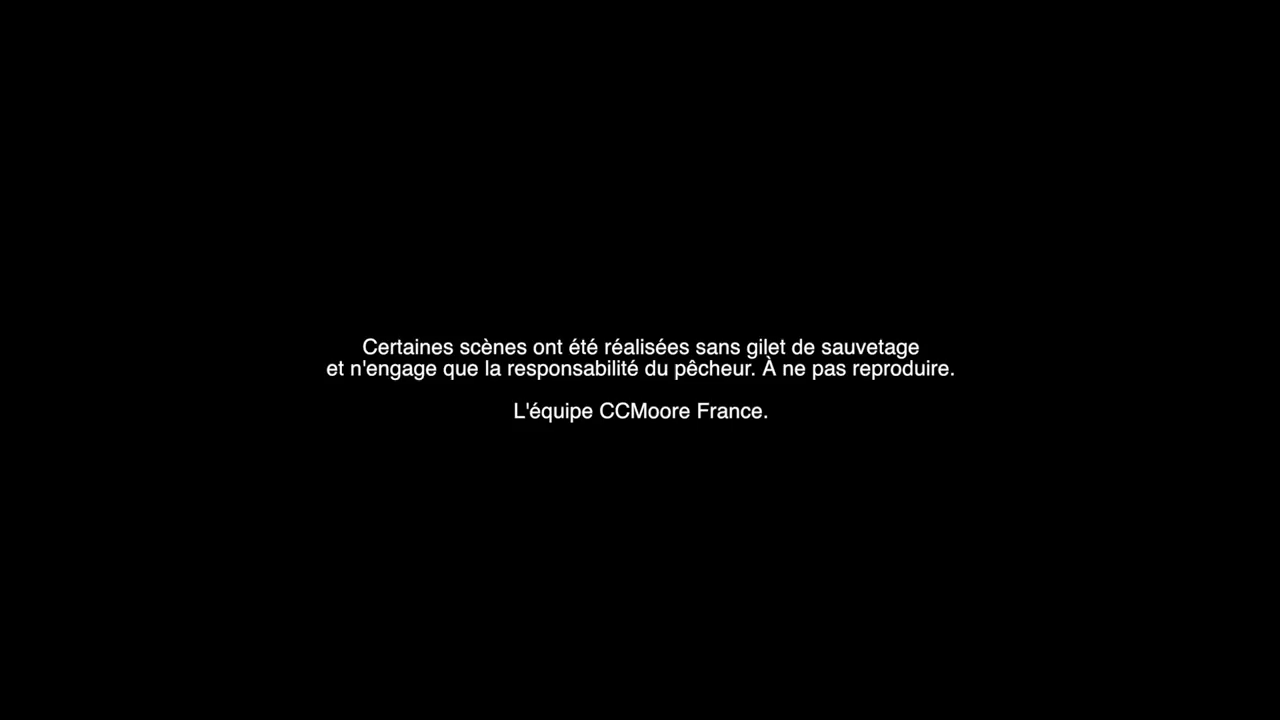 Certaines scènes ont été réalisées sans gilet de sauvetage
et n'engage que la responsabilité du pêcheur. À ne pas reproduire.
L'équipe CCMoore France.